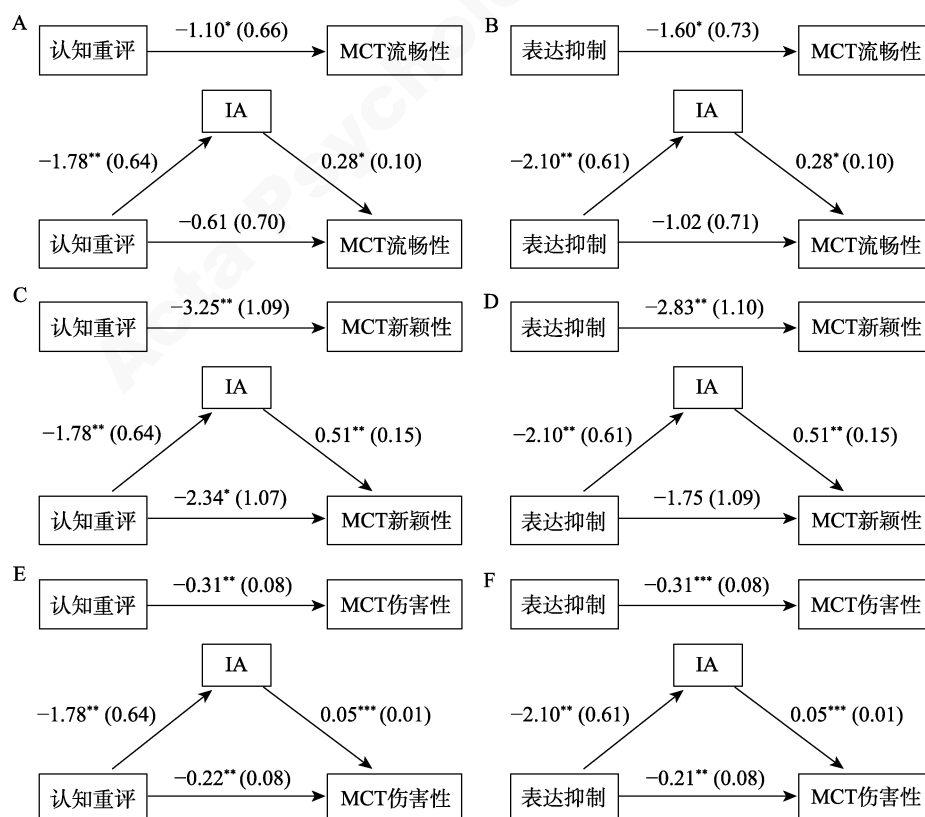 A
−1.10* (0.66)
认知重评
MCT流畅性
IA
−1.78** (0.64)
0.28* (0.10)
−0.61 (0.70)
认知重评
MCT流畅性
B
−1.60* (0.73)
表达抑制
MCT流畅性
IA
−2.10** (0.61)
0.28* (0.10)
−1.02 (0.71)
表达抑制
MCT流畅性
C
−3.25** (1.09)
认知重评
MCT新颖性
IA
−1.78** (0.64)
0.51** (0.15)
−2.34* (1.07)
认知重评
MCT新颖性
D
−2.83** (1.10)
表达抑制
MCT新颖性
IA
−2.10** (0.61)
0.51** (0.15)
−1.75 (1.09)
表达抑制
MCT新颖性
E
−0.31** (0.08)
认知重评
MCT伤害性
IA
−1.78** (0.64)
0.05*** (0.01)
−0.22** (0.08)
认知重评
MCT伤害性
F
−0.31*** (0.08)
表达抑制
MCT伤害性
IA
−2.10** (0.61)
0.05*** (0.01)
−0.21** (0.08)
表达抑制
MCT伤害性
Acta Psycholo